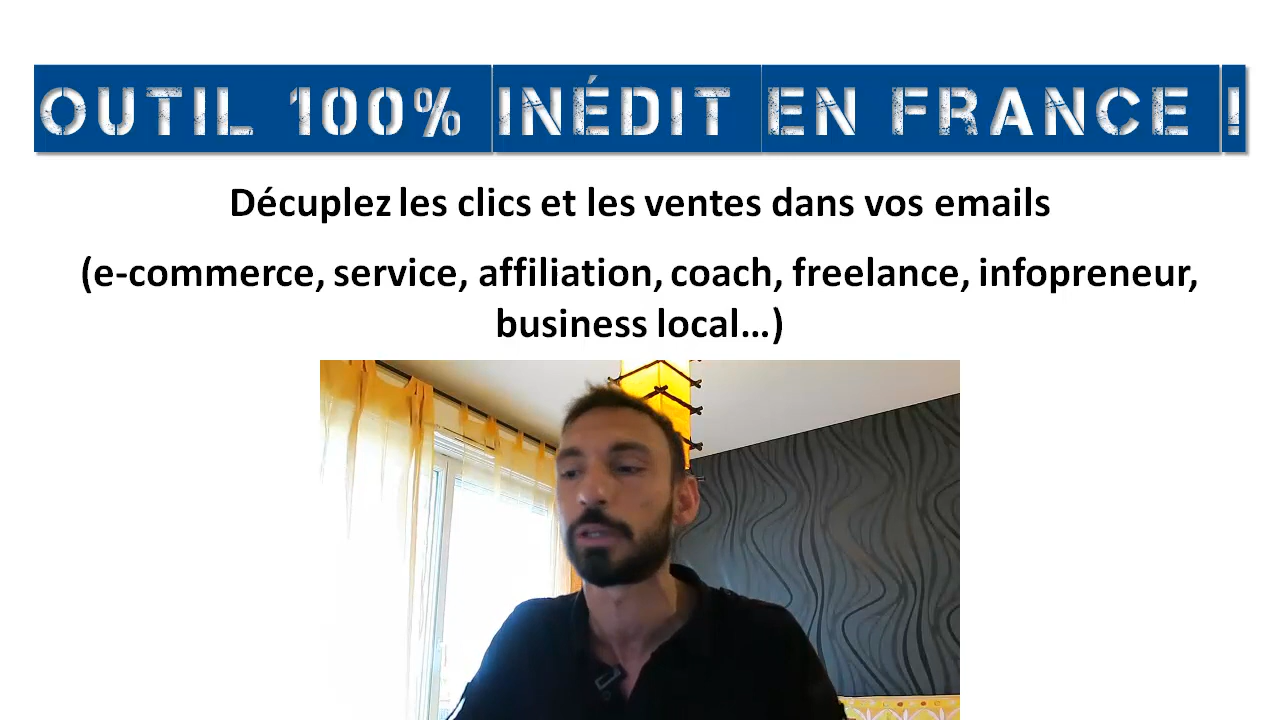 OUTIL 100% INÉDIT EN FRANCE !
Décuplez les clics et les ventes dans vos emails
(e-commerce, service, affiliation, coach, freelance, infopreneur,
business local…)